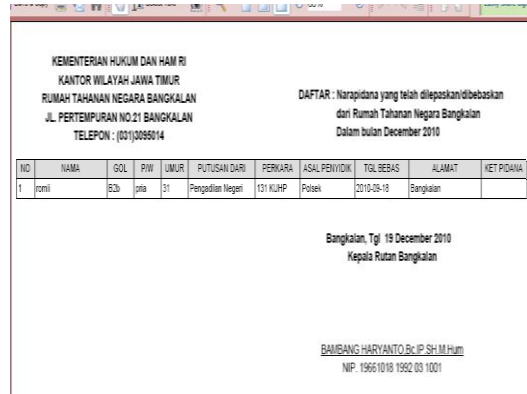 KEMENTERIAN HUKUM DAN HAM RI
KANTOR WILAYAH JAWA TIMUR
RUMAH TAHANAN NEGARA BANGKALAN
JL. PERTEMPURAN NO.21 BANGKALAN
TELEPON : (031)3095014
DAFTAR : Narapidana yang telah dilepaskan/dibebaskan
dari Rumah Tahanan Negara Bangkalan
Dalam bulan December 2010
NO NAMA GOL P/W UMUR PUTUSAN DARI PERKARA ASAL PENYIDIK TGL BEBAS ALAMAT KET PIDANA
1 romli B2b pria 31 Pengadilan Negeri 131 KUHP Polsek 2010-09-18 Bangkalan
Bangkalan, Tgl 19 December 2010
Kepala Rutan Bangkalan
BAMBANG HARYANTO,Bc.IP.SH.M.Hum
NIP. 19661018 1992 03 1001